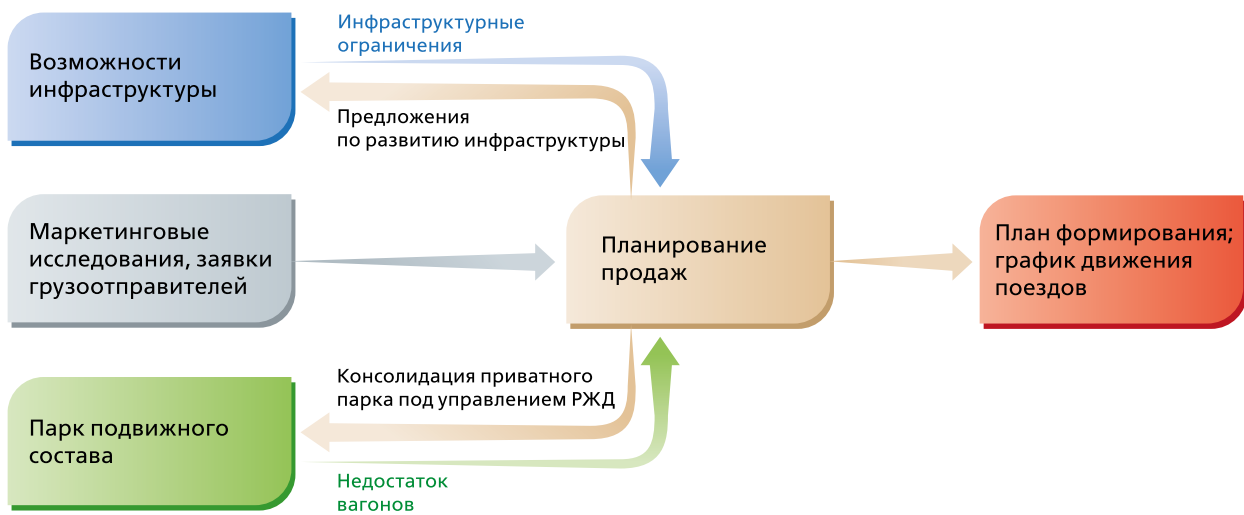 Инфраструктурные
ограничения
Возможности
инфраструктуры
Предложения
по развитию инфраструктуры
Маркетинговые
исследования, заявки
грузоотправителей
Планирование
продаж
План формирования;
график движения
поездов
Консолидация приватного
парка под управлением РЖД
Парк подвижного
состава
Недостаток
вагонов